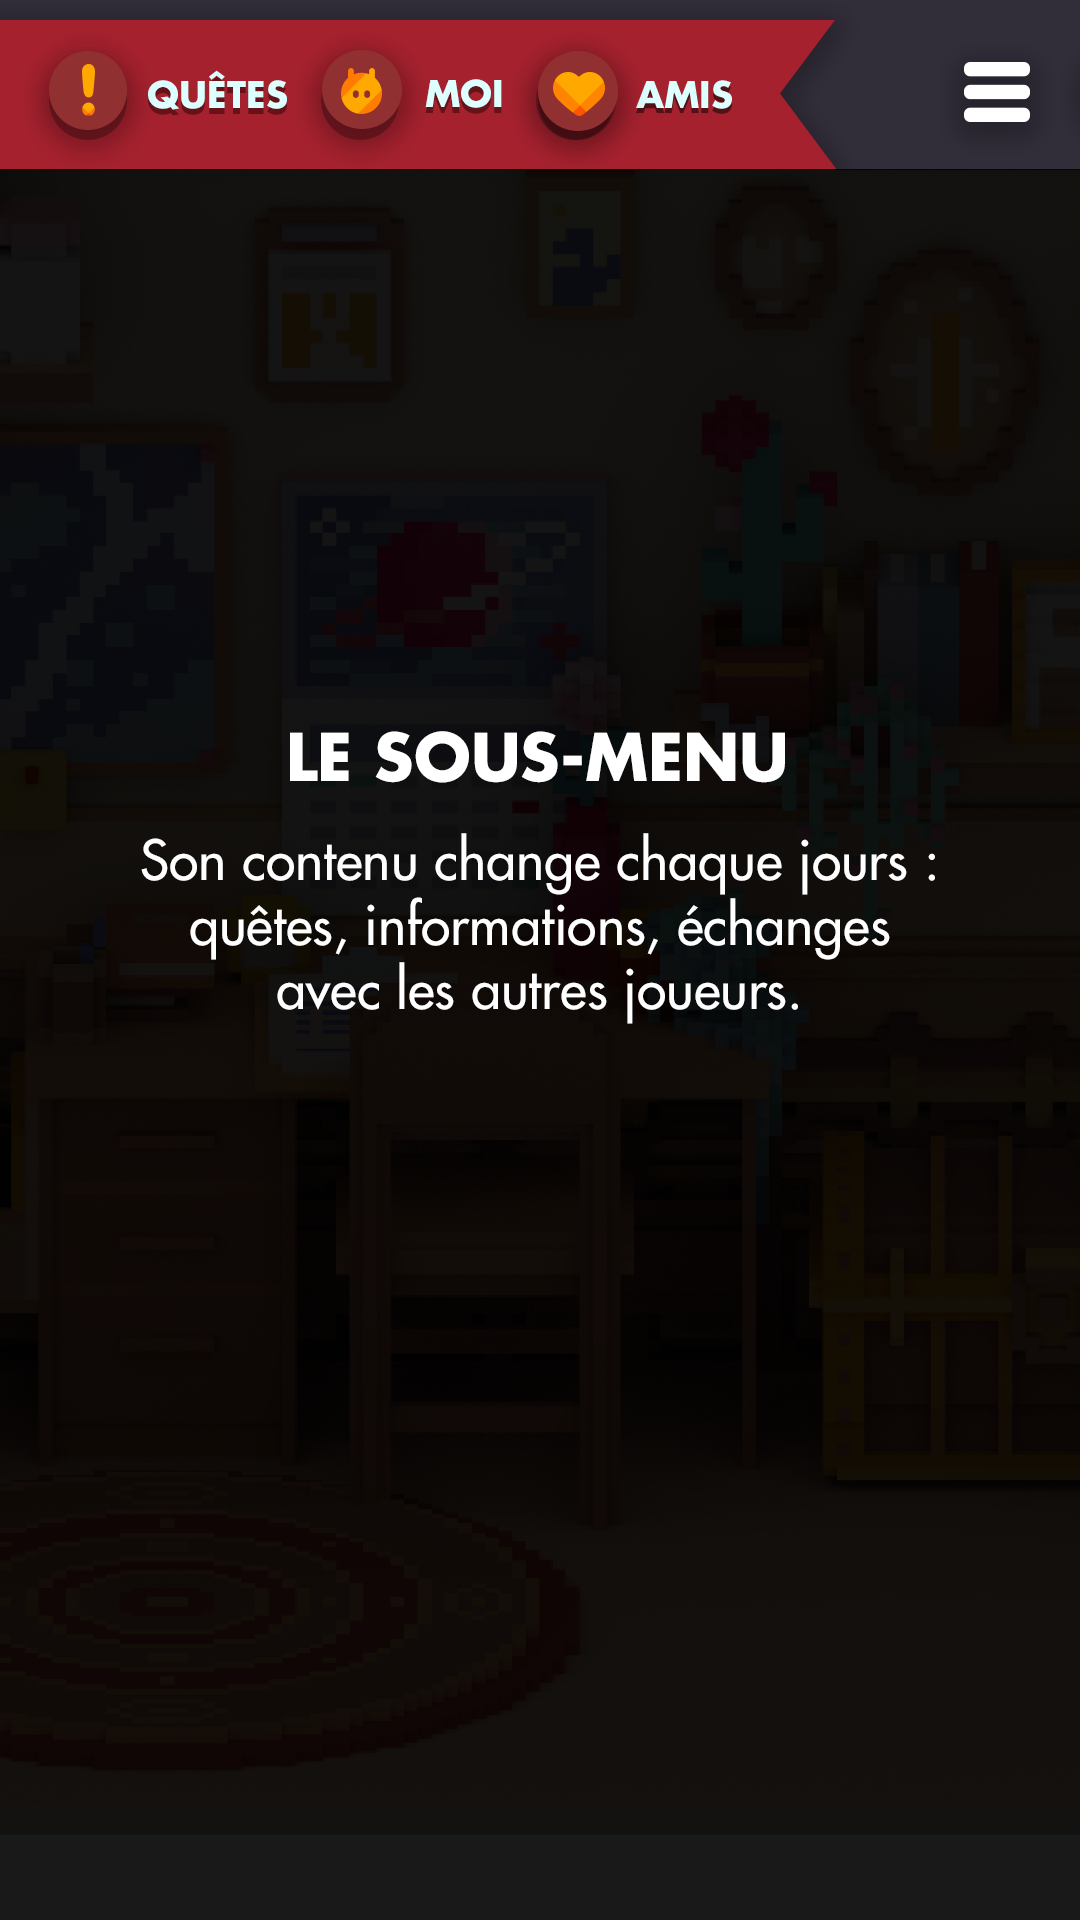 QUÊTES MOI AMIS
LE SOUS-MENU
Son contenu change chaque jours :
quêtes, informations, échanges
avec les autres joueurs.